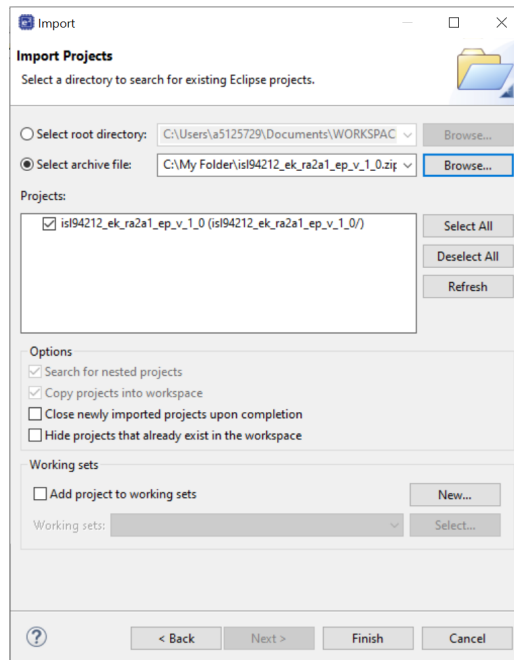 Import
Import Projects
Select a directory to search for existing Eclipse projects.
Select root directory: C:\Users\a5125729\Documents\WORKSPAC Browse...
Select archive file: C:\My Folder\isl94212_ek_ra2a1_ep_v_1_0.zip Browse...
Projects:
isl94212_ek_ra2a1_ep_v_1_0 (isl94212_ek_ra2a1_ep_v_1_0/)
Select All
Deselect All
Refresh
Options
Search for nested projects
Copy projects into workspace
Close newly imported projects upon completion
Hide projects that already exist in the workspace
Working sets
Add project to working sets New...
Working sets: Select...
? < Back Next > Finish Cancel